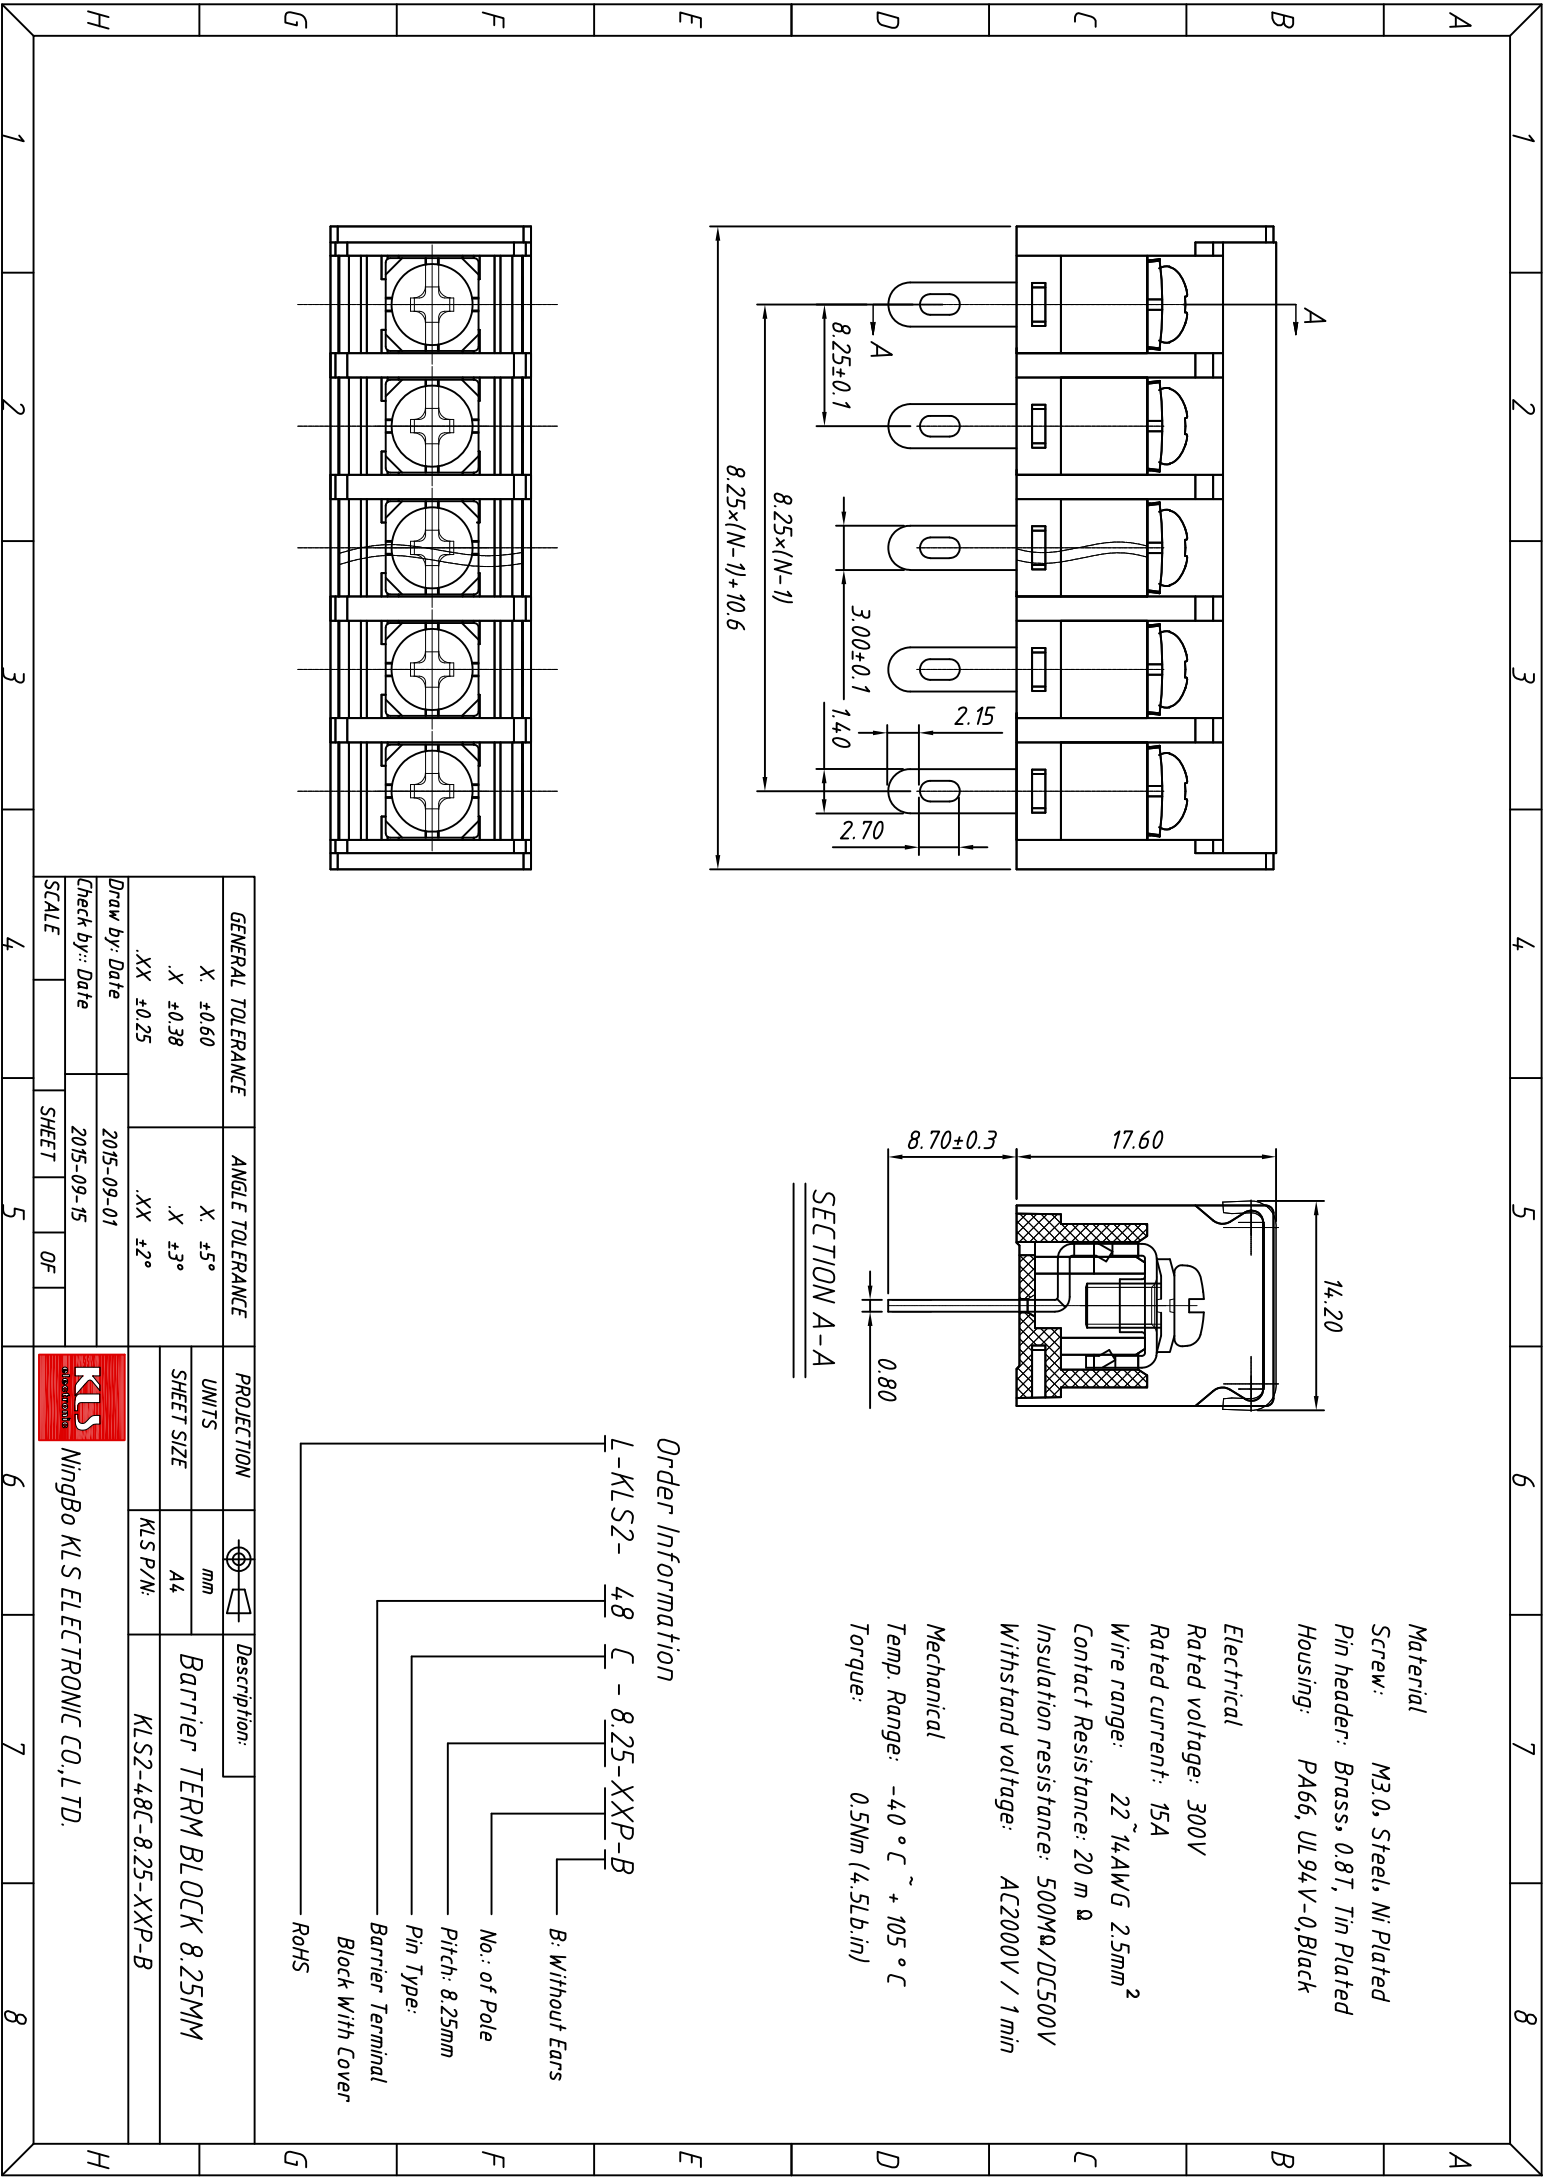 1 2 3 4 5 6 7 8
A A
B B
C C
D D
E E
F F
G G
H H
1 2 3 4 5 6 7 8
A
A
8.25±0.1
3.00±0.1
1.40
2.15
2.70
8.25×(N-1)
8.25×(N-1)+10.6
14.20
17.60
8.70±0.3
0.80
SECTION A-A
Material
Screw: M3.0, Steel, Ni Plated
Pin header: Brass, 0.8T, Tin Plated
Housing: PA66, UL94V-0,Black
Electrical
Rated voltage: 300V
Rated current: 15A
Wire range: 22~14AWG 2.5mm²
Contact Resistance: 20 m Ω
Insulation resistance: 500MΩ/DC500V
Withstand voltage: AC2000V / 1 min
Mechanical
Temp. Range: -40 °C ~ +105 °C
Torque: 0.5Nm (4.5Lb.in)
Order Information
L-KLS2- 48 C - 8.25-XXP-B
B: Without Ears
No.: of Pole
Pitch: 8.25mm
Pin Type:
Barrier Terminal
Block With Cover
RoHS
GENERAL TOLERANCE
X. ±0.60
.X ±0.38
.XX ±0.25
ANGLE TOLERANCE
X. ±5°
.X ±3°
.XX ±2°
Draw by: Date 2015-09-01
Check by:: Date 2015-09-15
SCALE SHEET OF
PROJECTION
UNITS mm
SHEET SIZE A4
KLS P/N: KLS2-48C-8.25-XXP-B
Description:
Barrier TERM BLOCK 8.25MM
KLS
electronic
NingBo KLS ELECTRONIC CO.,LTD.